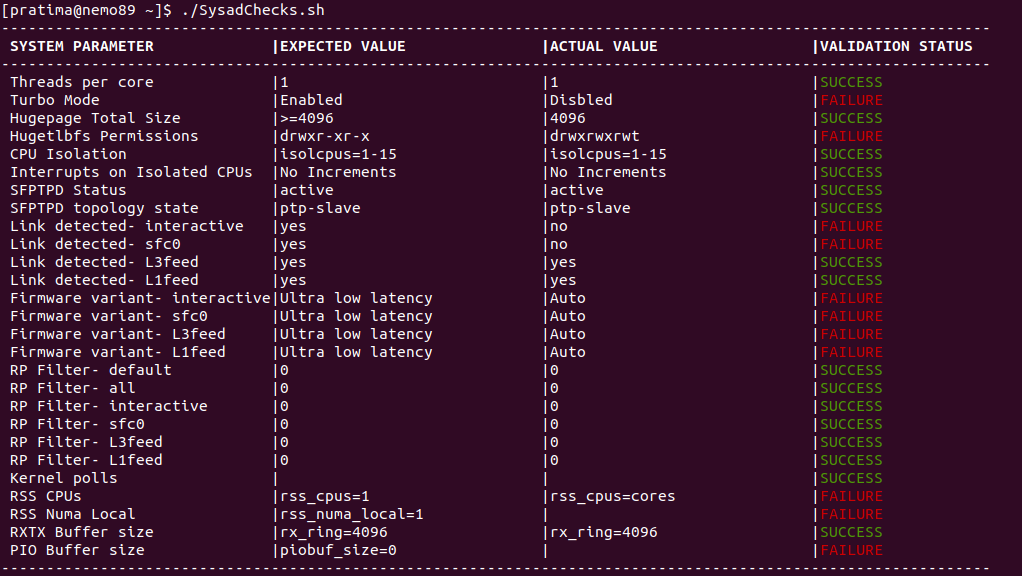 [pratima@nemo89 ~]$ ./SysadChecks.sh
--------------------------------------------------------------------------------------------------------------
SYSTEM PARAMETER |EXPECTED VALUE |ACTUAL VALUE |VALIDATION STATUS
--------------------------------------------------------------------------------------------------------------
Threads per core |1 |1 |SUCCESS
Turbo Mode |Enabled |Disbled |FAILURE
Hugepage Total Size |>=4096 |4096 |SUCCESS
Hugetlbfs Permissions |drwxr-xr-x |drwxrwxrwt |FAILURE
CPU Isolation |isolcpus=1-15 |isolcpus=1-15 |SUCCESS
Interrupts on Isolated CPUs |No Increments |No Increments |SUCCESS
SFPTPD Status |active |active |SUCCESS
SFPTPD topology state |ptp-slave |ptp-slave |SUCCESS
Link detected- interactive |yes |no |FAILURE
Link detected- sfc0 |yes |no |FAILURE
Link detected- L3feed |yes |yes |SUCCESS
Link detected- L1feed |yes |yes |SUCCESS
Firmware variant- interactive|Ultra low latency |Auto |FAILURE
Firmware variant- sfc0 |Ultra low latency |Auto |FAILURE
Firmware variant- L3feed |Ultra low latency |Auto |FAILURE
Firmware variant- L1feed |Ultra low latency |Auto |FAILURE
RP Filter- default |0 |0 |SUCCESS
RP Filter- all |0 |0 |SUCCESS
RP Filter- interactive |0 |0 |SUCCESS
RP Filter- sfc0 |0 |0 |SUCCESS
RP Filter- L3feed |0 |0 |SUCCESS
RP Filter- L1feed |0 |0 |SUCCESS
Kernel polls | | |SUCCESS
RSS CPUs |rss_cpus=1 |rss_cpus=cores |FAILURE
RSS Numa Local |rss_numa_local=1 | |FAILURE
RXTX Buffer size |rx_ring=4096 |rx_ring=4096 |SUCCESS
PIO Buffer size |piobuf_size=0 | |FAILURE
--------------------------------------------------------------------------------------------------------------